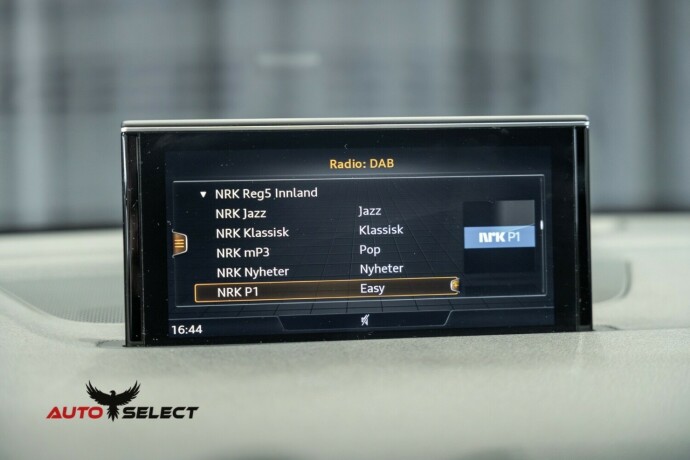 Radio: DAB
NRK Reg5 Innland
NRK Jazz Jazz
NRK Klassisk Klassisk
NRK mP3 Pop
NRK Nyheter Nyheter
NRK P1 Easy
NRK P1
16:44
AUTO SELECT